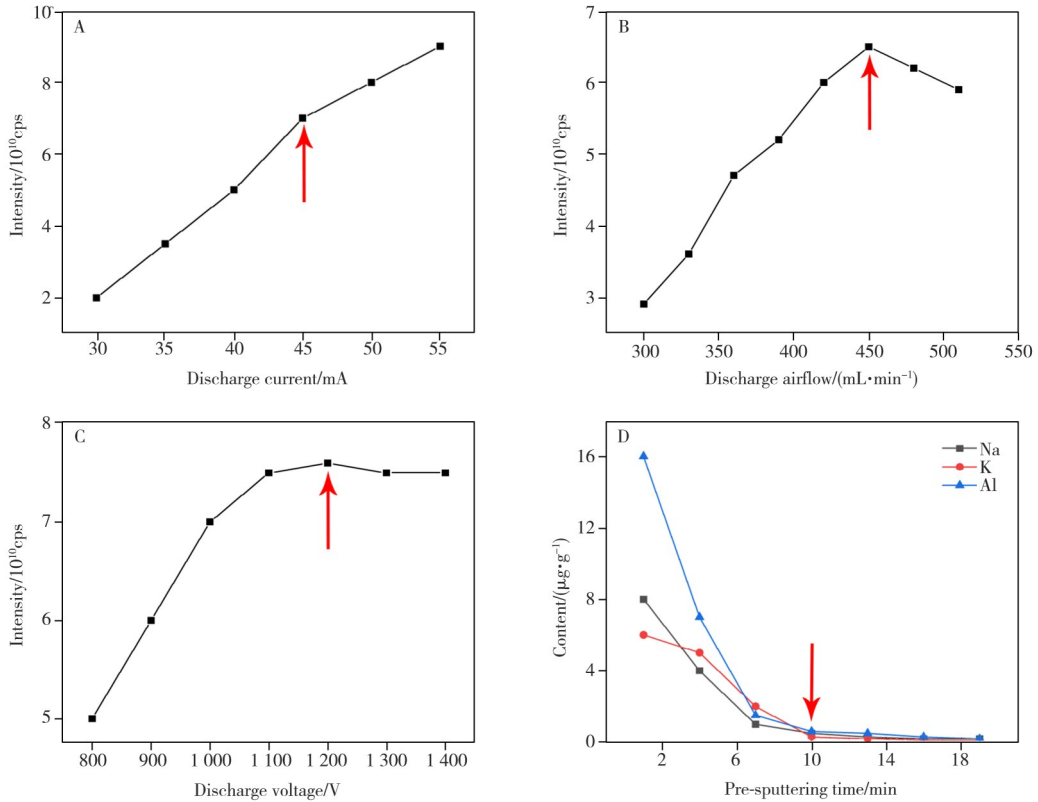 A
10
8
6
4
2
Intensity/10¹⁰cps
30 35 40 45 50 55
Discharge current/mA
B
7
6
5
4
3
Intensity/10¹⁰cps
300 350 400 450 500 550
Discharge airflow/(mL•min⁻¹)
C
8
7
6
5
Intensity/10¹⁰cps
800 900 1 000 1 100 1 200 1 300 1 400
Discharge voltage/V
D
Na
K
Al
16
12
8
4
0
Content/(μg•g⁻¹)
2 6 10 14 18
Pre-sputtering time/min